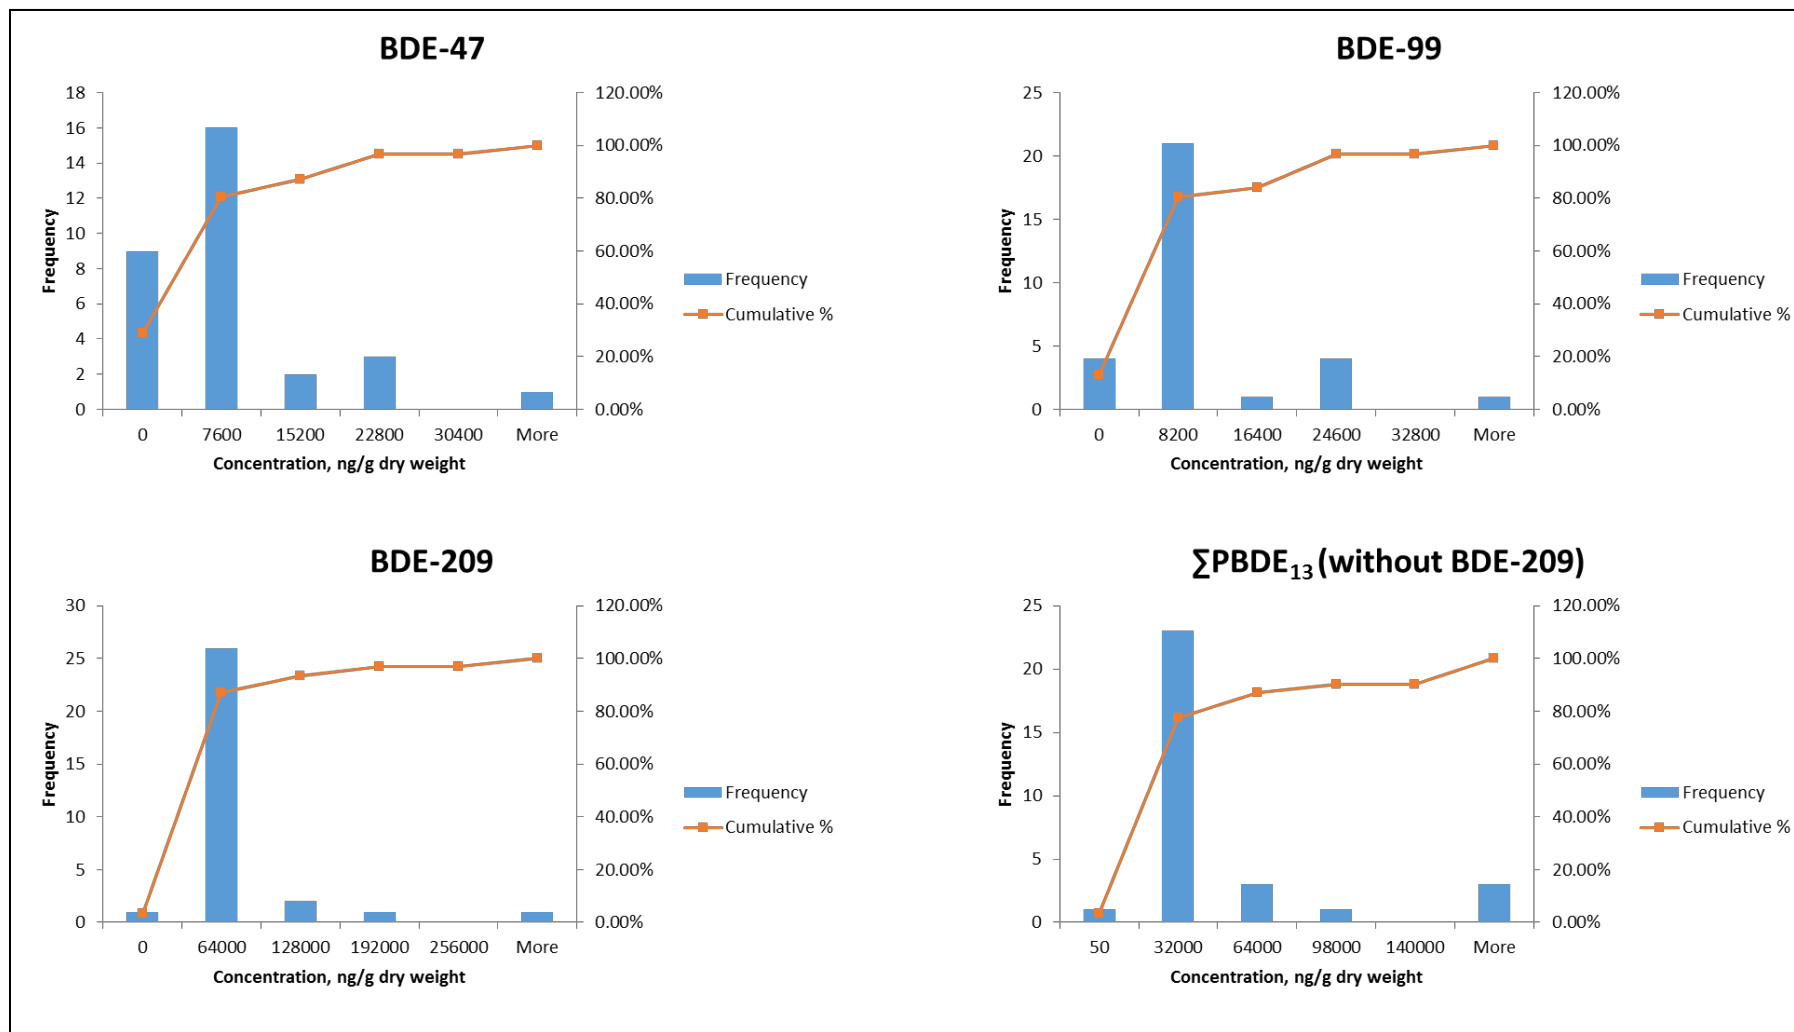 BDE-47
18
16
14
12
10
8
6
4
2
0
Frequency
120.00%
100.00%
80.00%
60.00%
40.00%
20.00%
0.00%
0 7600 15200 22800 30400 More
Concentration, ng/g dry weight
Frequency
Cumulative %
BDE-99
25
20
15
10
5
0
Frequency
120.00%
100.00%
80.00%
60.00%
40.00%
20.00%
0.00%
0 8200 16400 24600 32800 More
Concentration, ng/g dry weight
Frequency
Cumulative %
BDE-209
30
25
20
15
10
5
0
Frequency
120.00%
100.00%
80.00%
60.00%
40.00%
20.00%
0.00%
0 64000 128000 192000 256000 More
Concentration, ng/g dry weight
Frequency
Cumulative %
∑PBDE₁₃ (without BDE-209)
25
20
15
10
5
0
Frequency
120.00%
100.00%
80.00%
60.00%
40.00%
20.00%
0.00%
50 32000 64000 98000 140000 More
Concentration, ng/g dry weight
Frequency
Cumulative %